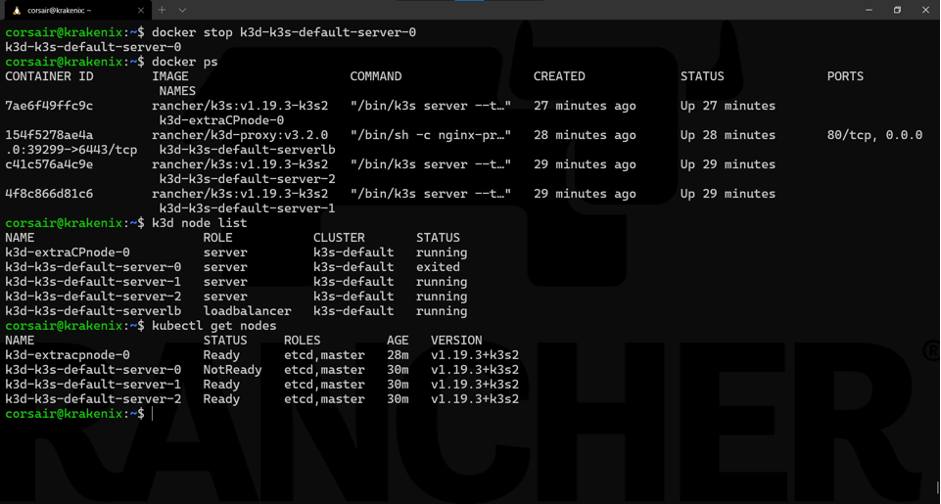 corsair@krakenix: ~
corsair@krakenix:~$ docker stop k3d-k3s-default-server-0
k3d-k3s-default-server-0
corsair@krakenix:~$ docker ps
CONTAINER ID IMAGE COMMAND CREATED STATUS PORTS
NAMES
7ae6f49ffc9c rancher/k3s:v1.19.3-k3s2 "/bin/k3s server --t…" 27 minutes ago Up 27 minutes
k3d-extraCPnode-0
154f5278ae4a rancher/k3d-proxy:v3.2.0 "/bin/sh -c nginx-pr…" 28 minutes ago Up 28 minutes 80/tcp, 0.0.0
.0:39299->6443/tcp k3d-k3s-default-serverlb
c41c576a4c9e rancher/k3s:v1.19.3-k3s2 "/bin/k3s server --t…" 29 minutes ago Up 29 minutes
k3d-k3s-default-server-2
4f8c866d81c6 rancher/k3s:v1.19.3-k3s2 "/bin/k3s server --t…" 29 minutes ago Up 29 minutes
k3d-k3s-default-server-1
corsair@krakenix:~$ k3d node list
NAME ROLE CLUSTER STATUS
k3d-extraCPnode-0 server k3s-default running
k3d-k3s-default-server-0 server k3s-default exited
k3d-k3s-default-server-1 server k3s-default running
k3d-k3s-default-server-2 server k3s-default running
k3d-k3s-default-serverlb loadbalancer k3s-default running
corsair@krakenix:~$ kubectl get nodes
NAME STATUS ROLES AGE VERSION
k3d-extracpnode-0 Ready etcd,master 28m v1.19.3+k3s2
k3d-k3s-default-server-0 NotReady etcd,master 30m v1.19.3+k3s2
k3d-k3s-default-server-1 Ready etcd,master 30m v1.19.3+k3s2
k3d-k3s-default-server-2 Ready etcd,master 30m v1.19.3+k3s2
corsair@krakenix:~$
RANCHER®